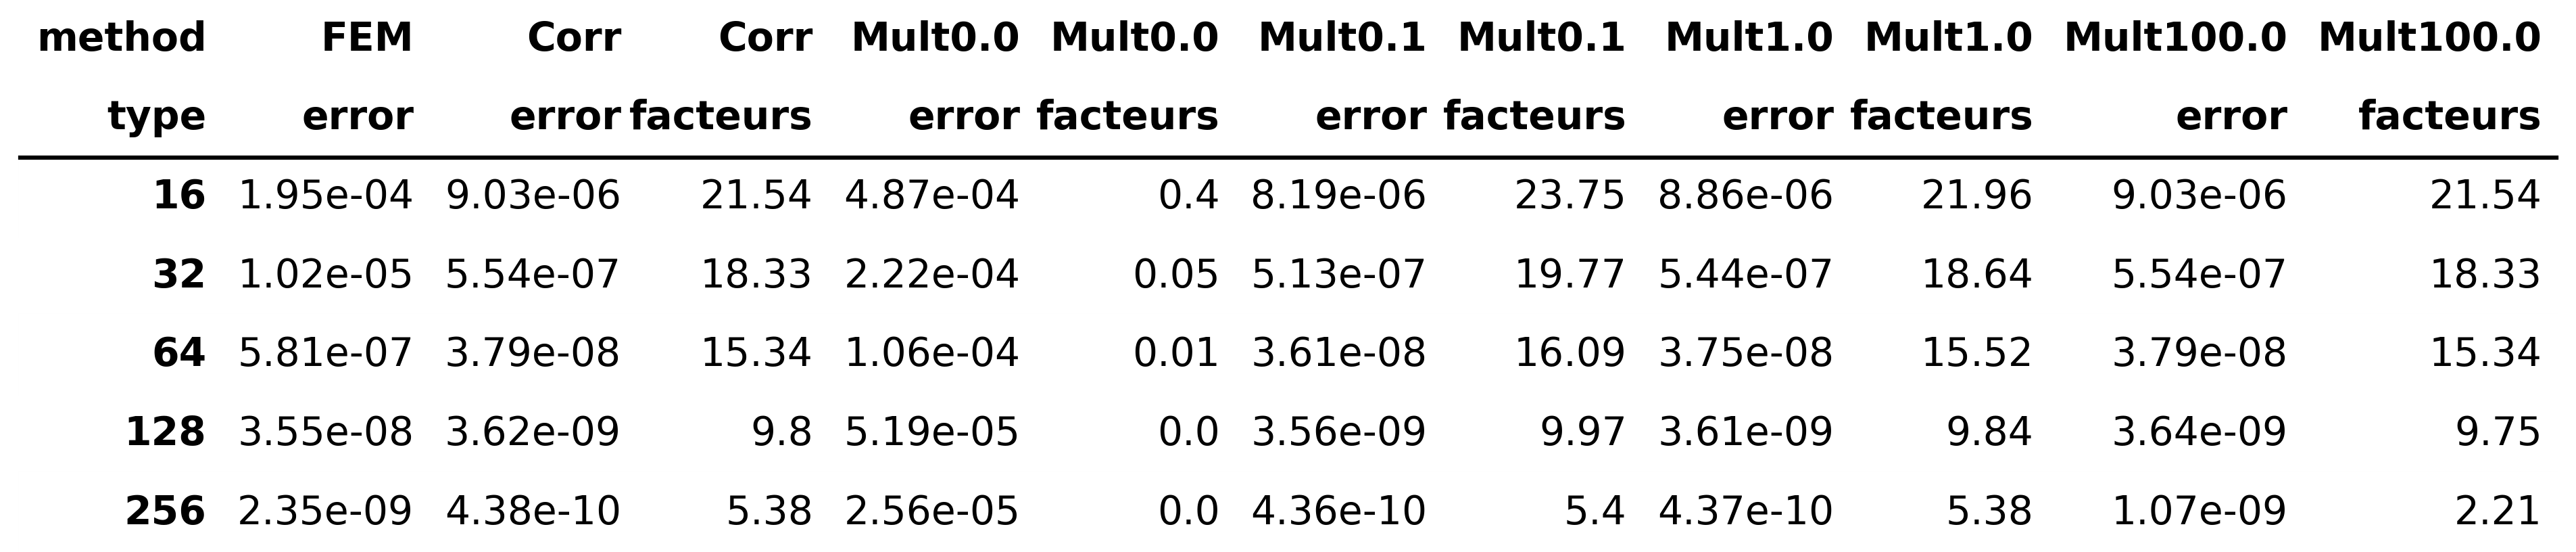 method FEM Corr Corr Mult0.0 Mult0.0 Mult0.1 Mult0.1 Mult1.0 Mult1.0 Mult100.0 Mult100.0
type error error facteurs error facteurs error facteurs error facteurs error facteurs
16 1.95e-04 9.03e-06 21.54 4.87e-04 0.4 8.19e-06 23.75 8.86e-06 21.96 9.03e-06 21.54
32 1.02e-05 5.54e-07 18.33 2.22e-04 0.05 5.13e-07 19.77 5.44e-07 18.64 5.54e-07 18.33
64 5.81e-07 3.79e-08 15.34 1.06e-04 0.01 3.61e-08 16.09 3.75e-08 15.52 3.79e-08 15.34
128 3.55e-08 3.62e-09 9.8 5.19e-05 0.0 3.56e-09 9.97 3.61e-09 9.84 3.64e-09 9.75
256 2.35e-09 4.38e-10 5.38 2.56e-05 0.0 4.36e-10 5.4 4.37e-10 5.38 1.07e-09 2.21